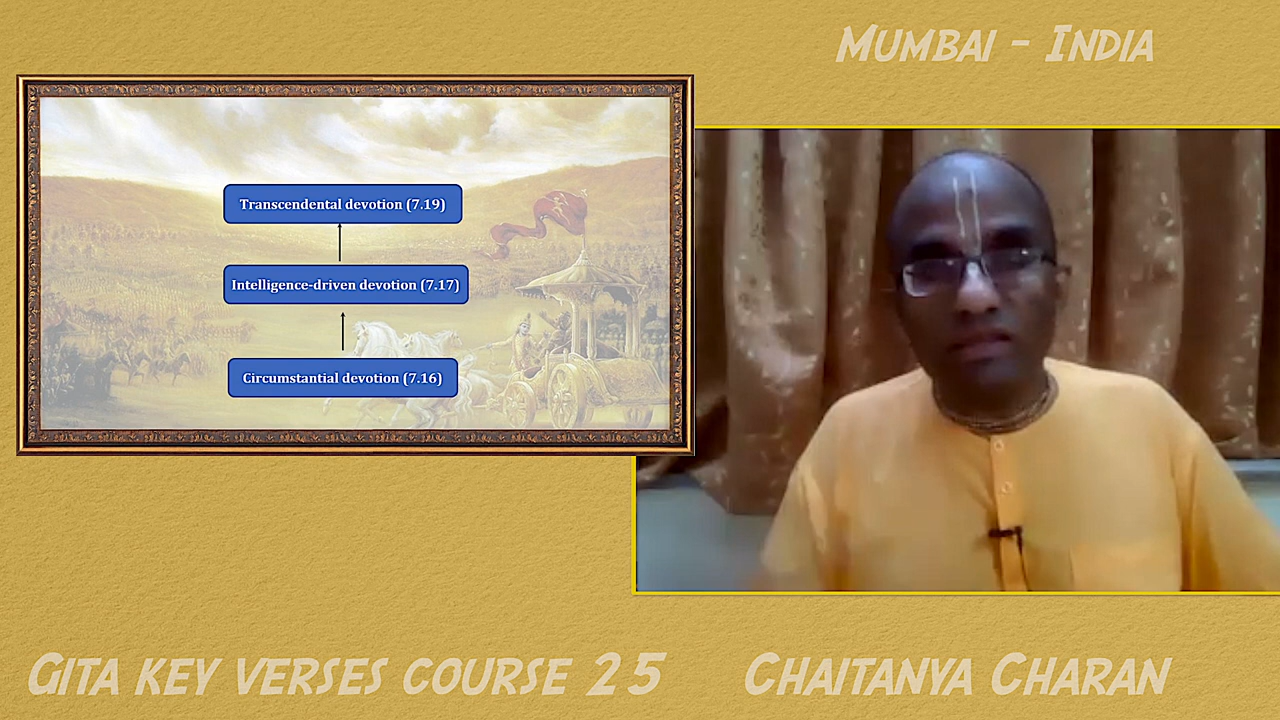 Mumbai - India
Transcendental devotion (7.19)
Intelligence-driven devotion (7.17)
Circumstantial devotion (7.16)
Gita key verses course 25
Chaitanya Charan